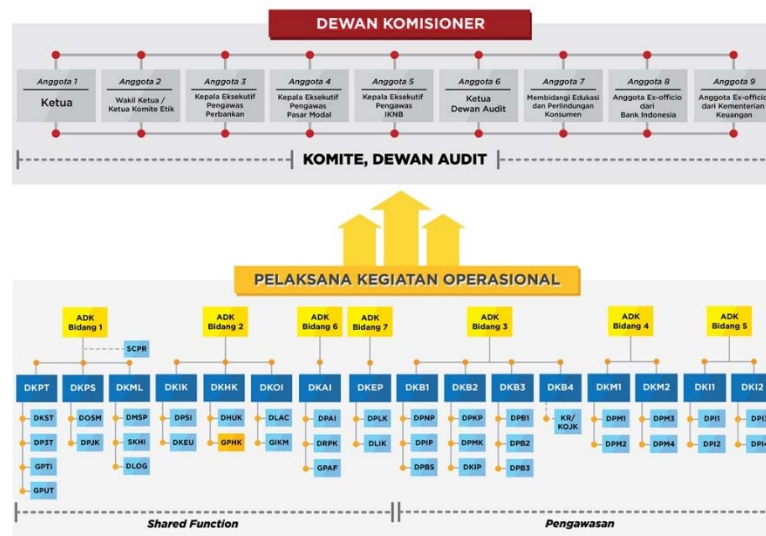 DEWAN KOMISIONER
Anggota 1
Ketua
Anggota 2
Wakil Ketua /
Ketua Komite Etik
Anggota 3
Kepala Eksekutif
Pengawas
Perbankan
Anggota 4
Kepala Eksekutif
Pengawas
Pasar Modal
Anggota 5
Kepala Eksekutif
Pengawas
IKNB
Anggota 6
Ketua
Dewan Audit
Anggota 7
Membidangi Edukasi
dan Perlindungan
Konsumen
Anggota 8
Anggota Ex-officio
dari
Bank Indonesia
Anggota 9
Anggota Ex-officio
dari Kementerian
Keuangan
KOMITE, DEWAN AUDIT
PELAKSANA KEGIATAN OPERASIONAL
ADK
Bidang 1
ADK
Bidang 2
ADK
Bidang 6
ADK
Bidang 7
ADK
Bidang 3
ADK
Bidang 4
ADK
Bidang 5
SCPR
DKPT
DKPS
DKML
DKIK
DKHK
DKOI
DKAI
DKEP
DKB1
DKB2
DKB3
DKB4
DKM1
DKM2
DKI1
DKI2
DKST
DOSM
DMSP
DPSI
DHUK
DLAC
DPAI
DPLK
DPNP
DPKP
DPB1
KR/
KOJK
DPM1
DPM3
DPI1
DPI3
DP3T
DPJK
SKHI
DKEU
GPHK
GIKM
DRPK
DLIK
DPIP
DPMK
DPB2
DPM2
DPM4
DPI2
DPI4
GPTI
DLOG
GPAF
DPBS
DKIP
DPB3
GPUT
Shared Function
Pengawasan